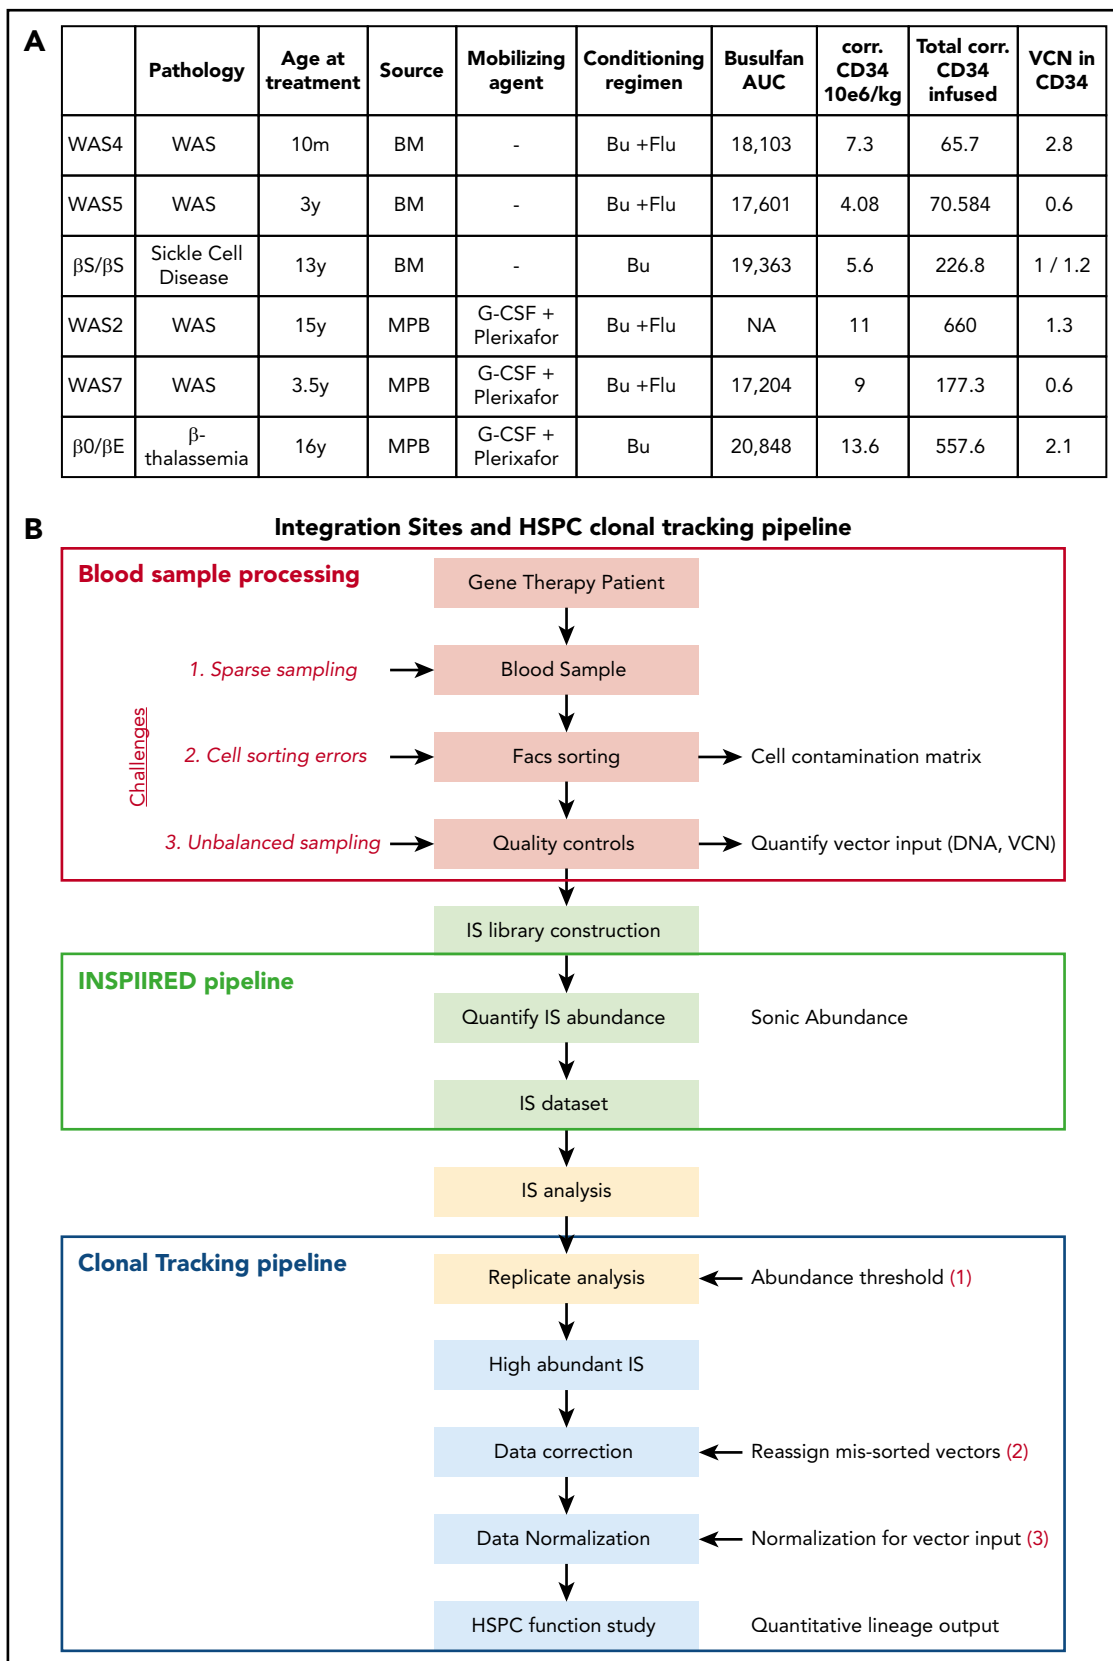 A
Pathology | Age at treatment | Source | Mobilizing agent | Conditioning regimen | Busulfan AUC | corr. CD34 10e6/kg | Total corr. CD34 infused | VCN in CD34
WAS4 | WAS | 10m | BM | - | Bu +Flu | 18,103 | 7.3 | 65.7 | 2.8
WAS5 | WAS | 3y | BM | - | Bu +Flu | 17,601 | 4.08 | 70.584 | 0.6
βS/βS | Sickle Cell Disease | 13y | BM | - | Bu | 19,363 | 5.6 | 226.8 | 1 / 1.2
WAS2 | WAS | 15y | MPB | G-CSF + Plerixafor | Bu +Flu | NA | 11 | 660 | 1.3
WAS7 | WAS | 3.5y | MPB | G-CSF + Plerixafor | Bu +Flu | 17,204 | 9 | 177.3 | 0.6
β0/βE | β-thalassemia | 16y | MPB | G-CSF + Plerixafor | Bu | 20,848 | 13.6 | 557.6 | 2.1
B
Integration Sites and HSPC clonal tracking pipeline
Blood sample processing
Gene Therapy Patient
Challenges
1. Sparse sampling
Blood Sample
2. Cell sorting errors
Facs sorting
Cell contamination matrix
3. Unbalanced sampling
Quality controls
Quantify vector input (DNA, VCN)
IS library construction
INSPIIRED pipeline
Quantify IS abundance
Sonic Abundance
IS dataset
IS analysis
Clonal Tracking pipeline
Replicate analysis
Abundance threshold (1)
High abundant IS
Data correction
Reassign mis-sorted vectors (2)
Data Normalization
Normalization for vector input (3)
HSPC function study
Quantitative lineage output